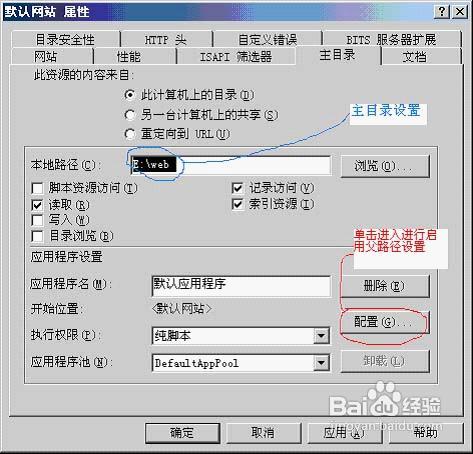 默认网站 属性
目录安全性 HTTP 头 自定义错误 BITS 服务器扩展
网站 性能 ISAPI 筛选器 主目录 文档
此资源的内容来自:
此计算机上的目录(D)
另一台计算机上的共享(S)
重定向到 URL(U)
主目录设置
本地路径(C): E:\web 浏览(O)...
脚本资源访问(T) 记录访问(V)
读取(R) 索引资源(I)
写入(W)
目录浏览(B)
单击进入进行启
用父路径设置
应用程序设置
应用程序名(M): 默认应用程序 删除(E)
开始位置: <默认网站>
配置(G)...
执行权限(P): 纯脚本
应用程序池(N): DefaultAppPool 卸载(L)
Baidu 经验
jingyan.baidu.com
确定 取消 应用(A) 帮助